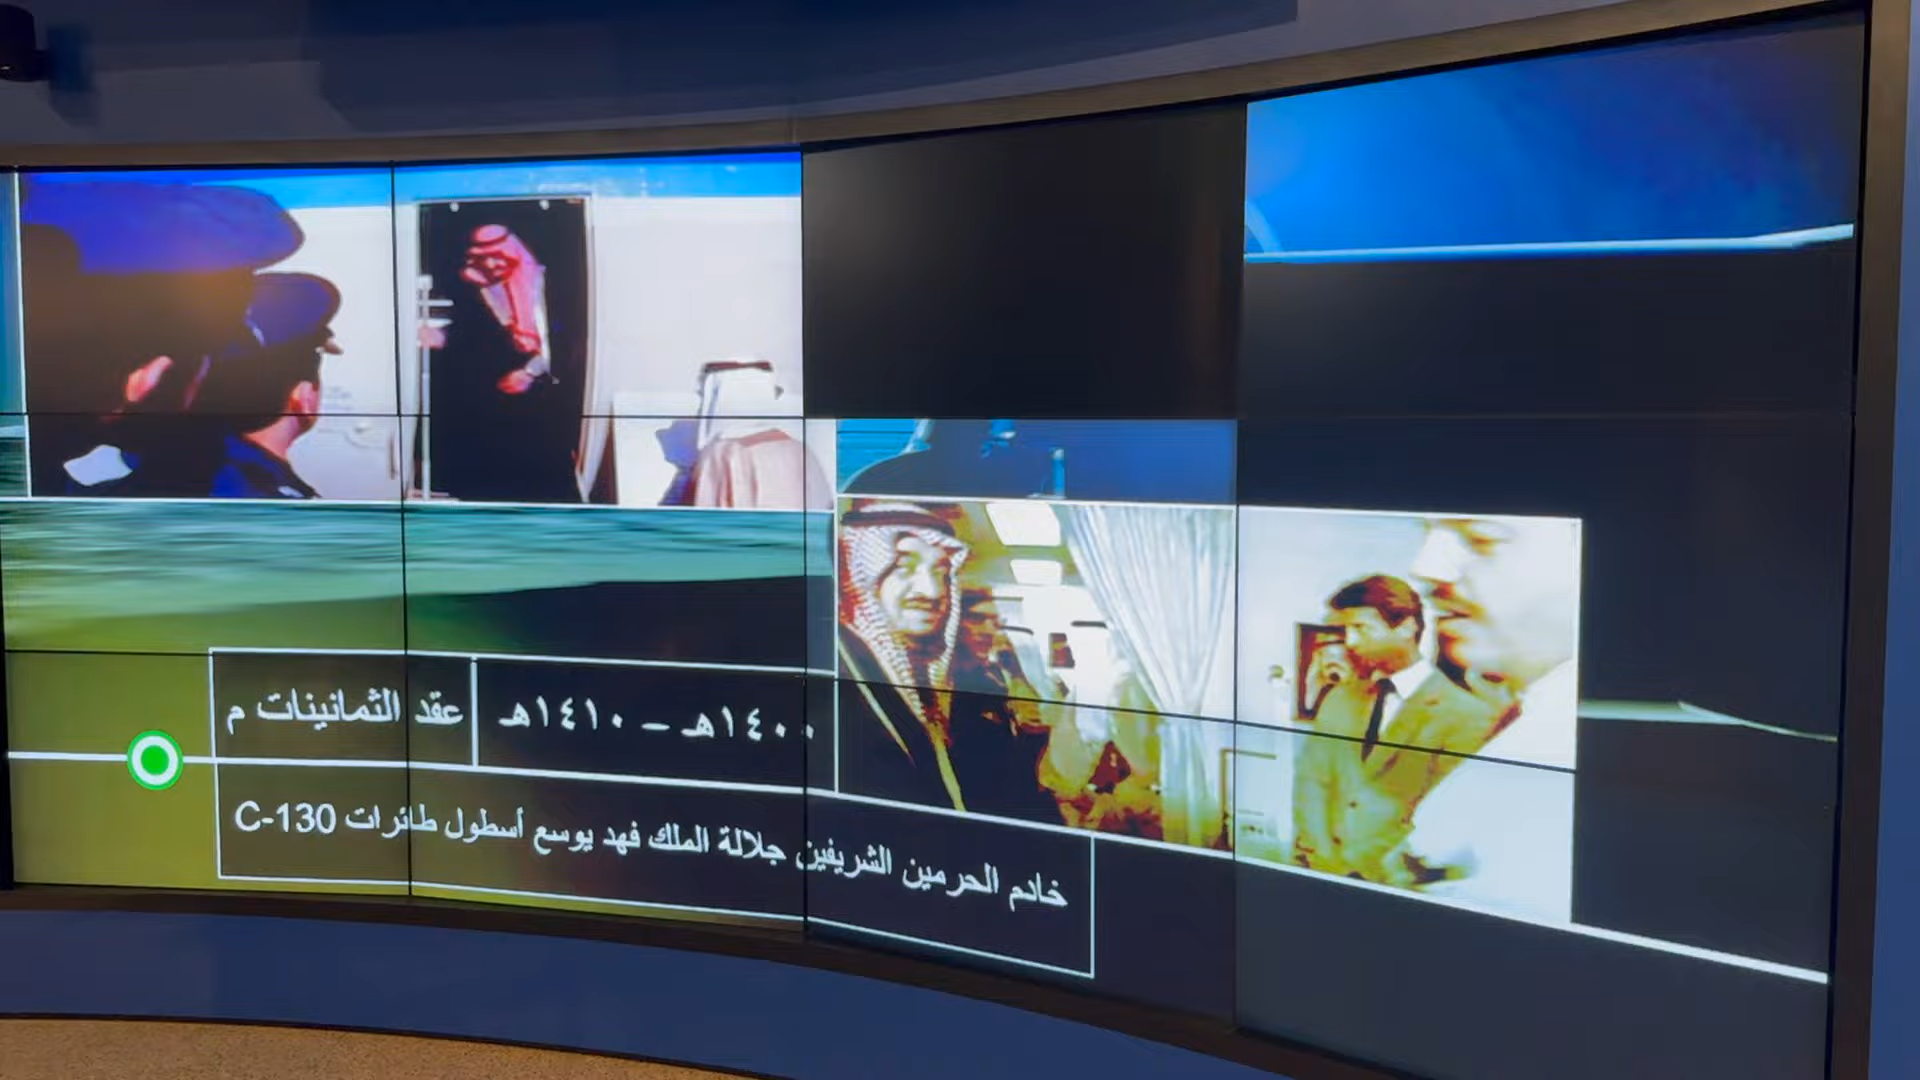 عقد الثمانينات م
١٤٠٠هـ – ١٤١٠هـ
خادم الحرمين الشريفين جلالة الملك فهد يوسع أسطول طائرات C-130